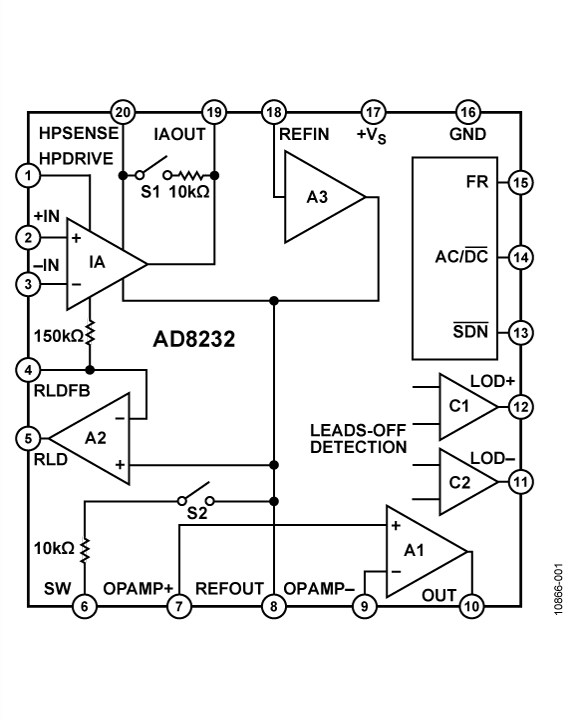 20
19
18
17
16
HPSENSE
IAOUT
REFIN
+VS
GND
HPDRIVE
1
S1
10kΩ
A3
FR
15
+IN
2
+
IA
AC/DC
14
–IN
3
–
150kΩ
AD8232
SDN
13
4
RLDFB
LOD+
C1
12
5
RLD
A2
–
+
LEADS-OFF
DETECTION
LOD–
C2
11
S2
10kΩ
+
A1
–
SW
OPAMP+
REFOUT
OPAMP–
OUT
6
7
8
9
10
10866-001